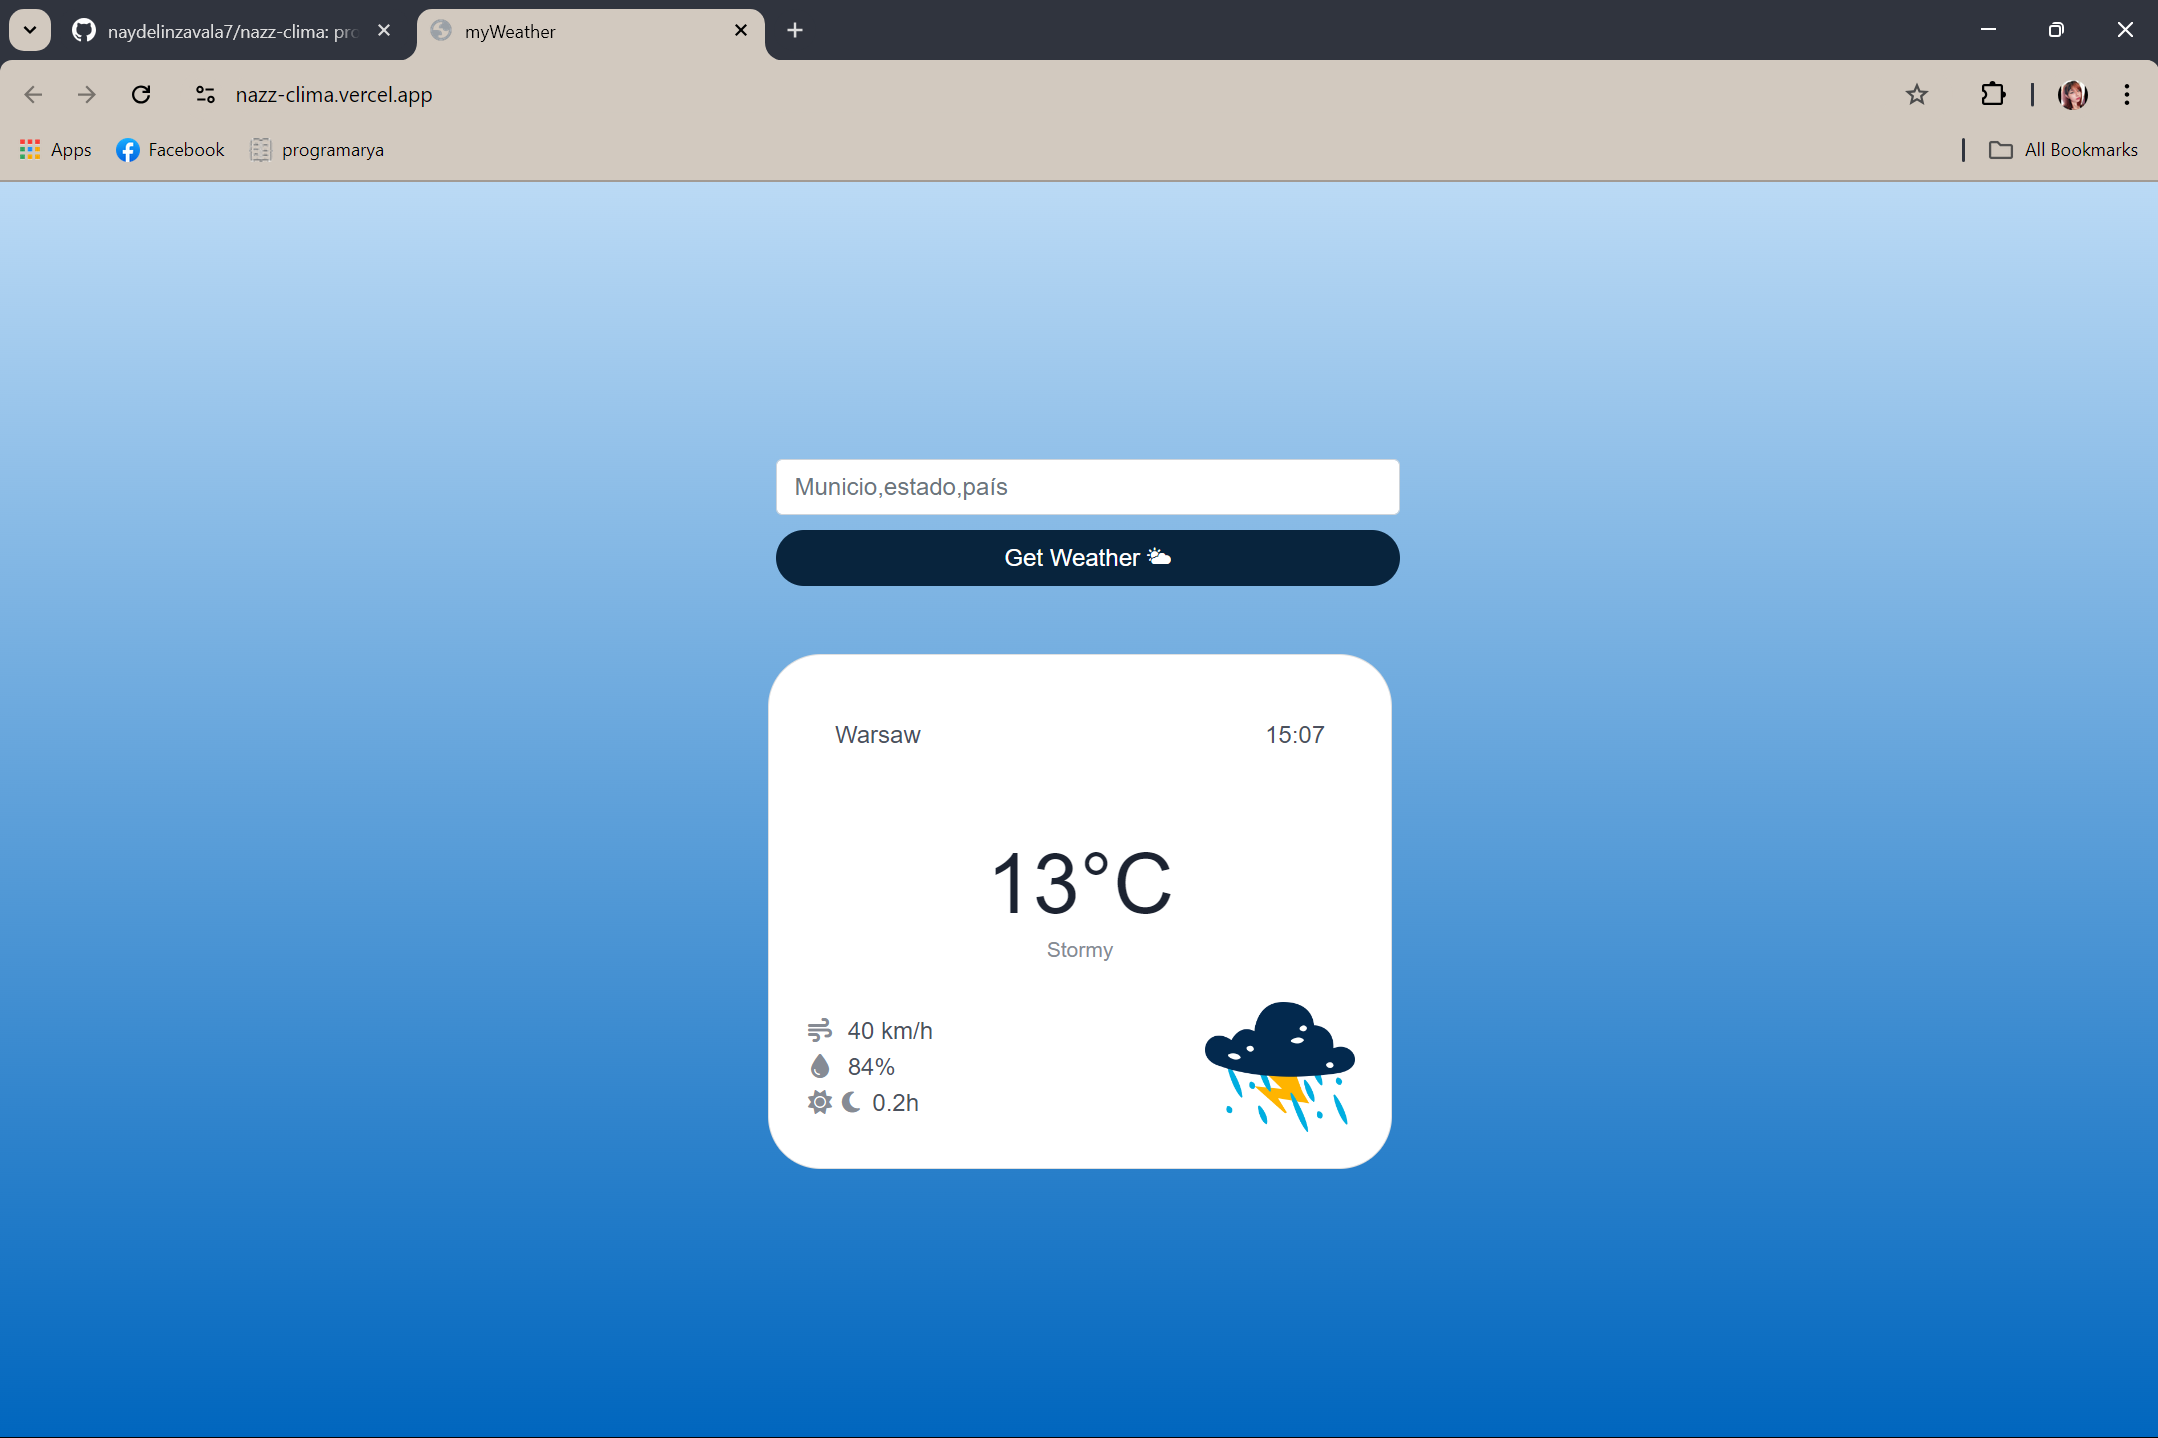 naydelinzavala7/nazz-clima: pro
myWeather
nazz-clima.vercel.app
Apps
Facebook
programarya
All Bookmarks
Municio,estado,país
Get Weather
Warsaw
15:07
13°C
Stormy
40 km/h
84%
0.2h